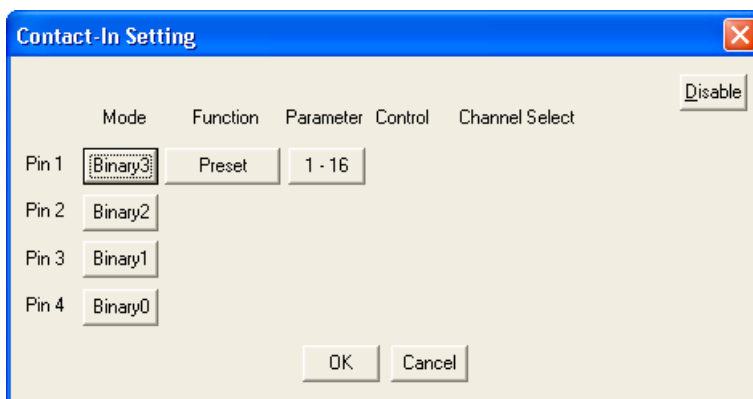 Contact-In Setting
Disable
Mode Function Parameter Control Channel Select
Pin 1 Binary3 Preset 1 - 16
Pin 2 Binary2
Pin 3 Binary1
Pin 4 Binary0
OK Cancel